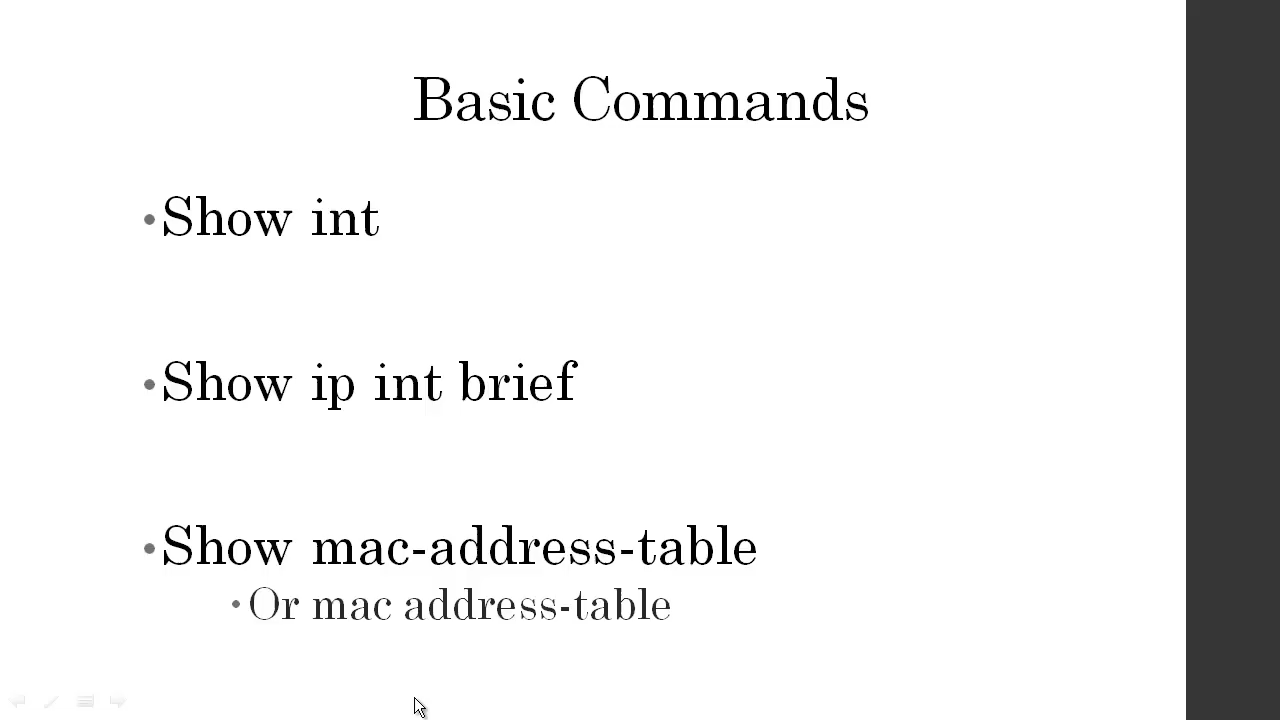 Basic Commands
•Show int
•Show ip int brief
•Show mac-address-table
•Or mac address-table